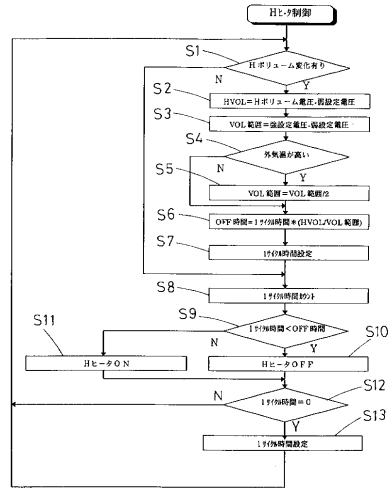 Hヒータ制御
S1
Hボリューム変化有り
N
Y
S2
HVOL=Hボリューム電圧-弱設定電圧
S3
VOL範囲=強設定電圧-弱設定電圧
S4
外気温が高い
N
Y
S5
VOL範囲=VOL範囲/2
S6
OFF時間=1サイクル時間*(HVOL/VOL範囲)
S7
1サイクル時間設定
S8
1サイクル時間カウント
S9
1サイクル時間<OFF時間
S11
N
Y
S10
HヒータON
HヒータOFF
S12
N
1サイクル時間=0
Y
S13
1サイクル時間設定